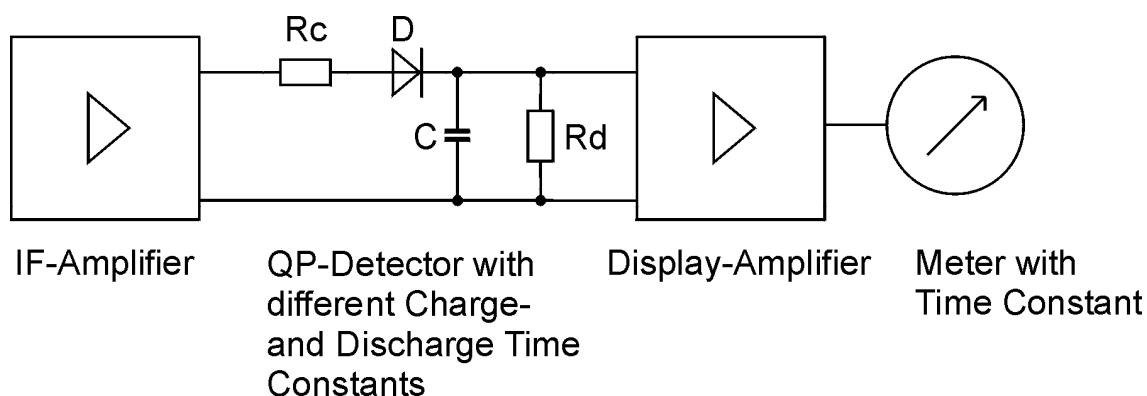 Rc
D
C
Rd
IF-Amplifier
QP-Detector with
different Charge-
and Discharge Time
Constants
Display-Amplifier
Meter with
Time Constant